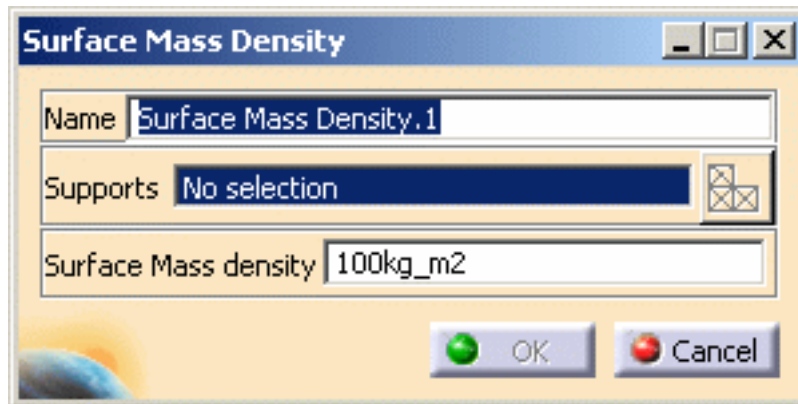 Surface Mass Density
Name Surface Mass Density.1
Supports No selection
Surface Mass density 100kg_m2
OK Cancel